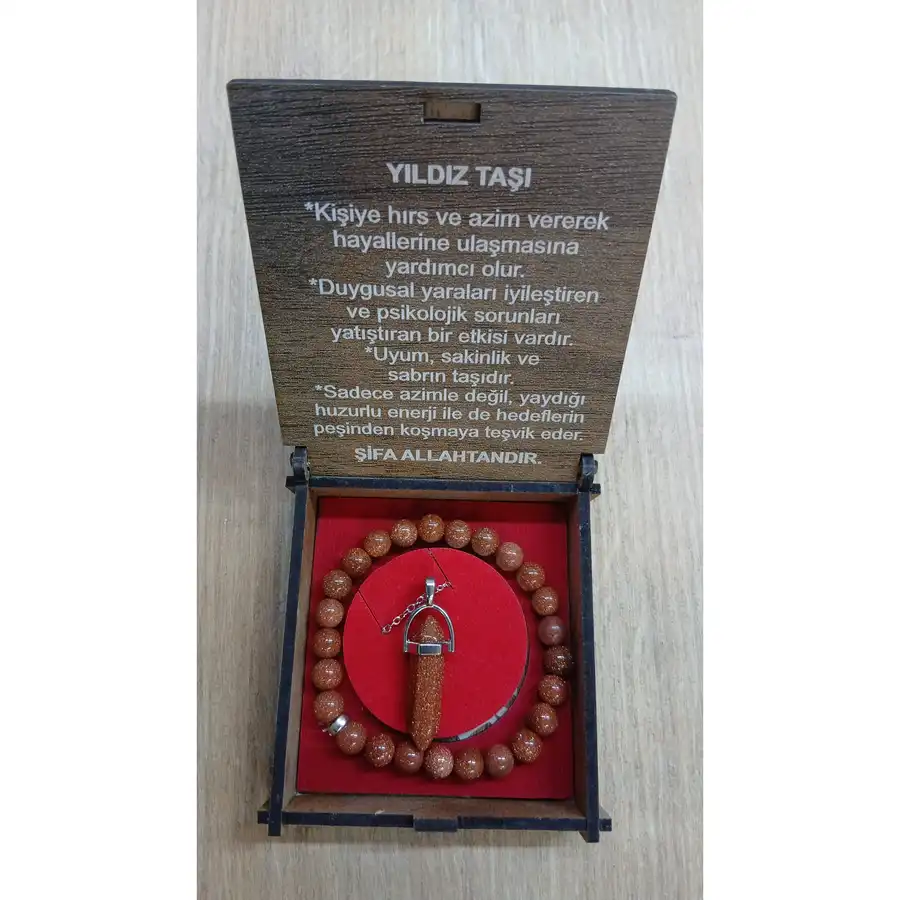 YILDIZ TAŞI
*Kişiye hırs ve azim vererek
hayallerine ulaşmasına
yardımcı olur.
*Duygusal yaraları iyileştiren
ve psikolojik sorunları
yatıştıran bir etkisi vardır.
*Uyum, sakinlik ve
sabrın taşıdır.
*Sadece azimle değil, yaydığı
huzurlu enerji ile de hedeflerin
peşinden koşmaya teşvik eder.
ŞİFA ALLAHTANDIR.